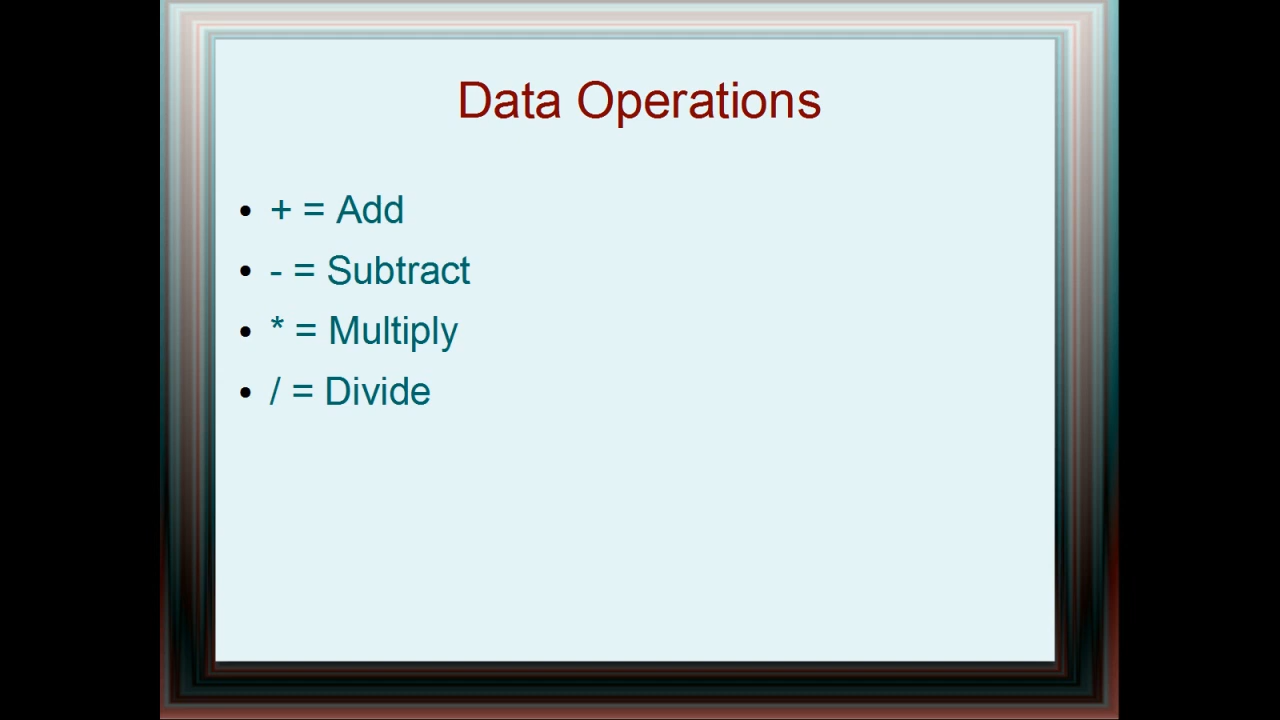 Data Operations
• + = Add
• - = Subtract
• * = Multiply
• / = Divide